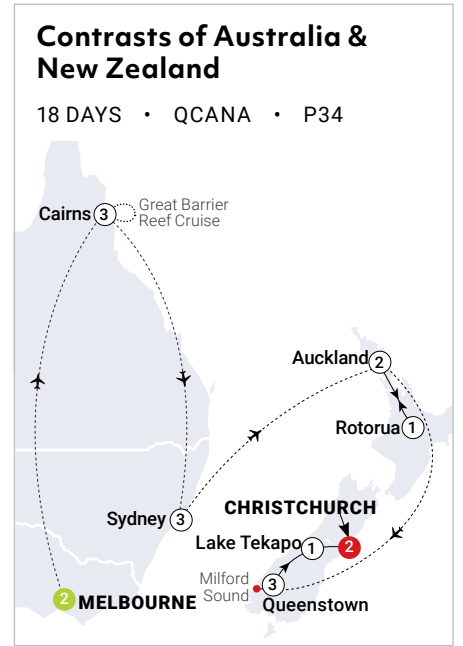 Contrasts of Australia &
New Zealand
18 DAYS • QCANA • P34
Cairns 3
Great Barrier
Reef Cruise
Auckland 2
Rotorua 1
CHRISTCHURCH
Sydney 3
Lake Tekapo 1 2
Milford
Sound
3
Queenstown
2 MELBOURNE